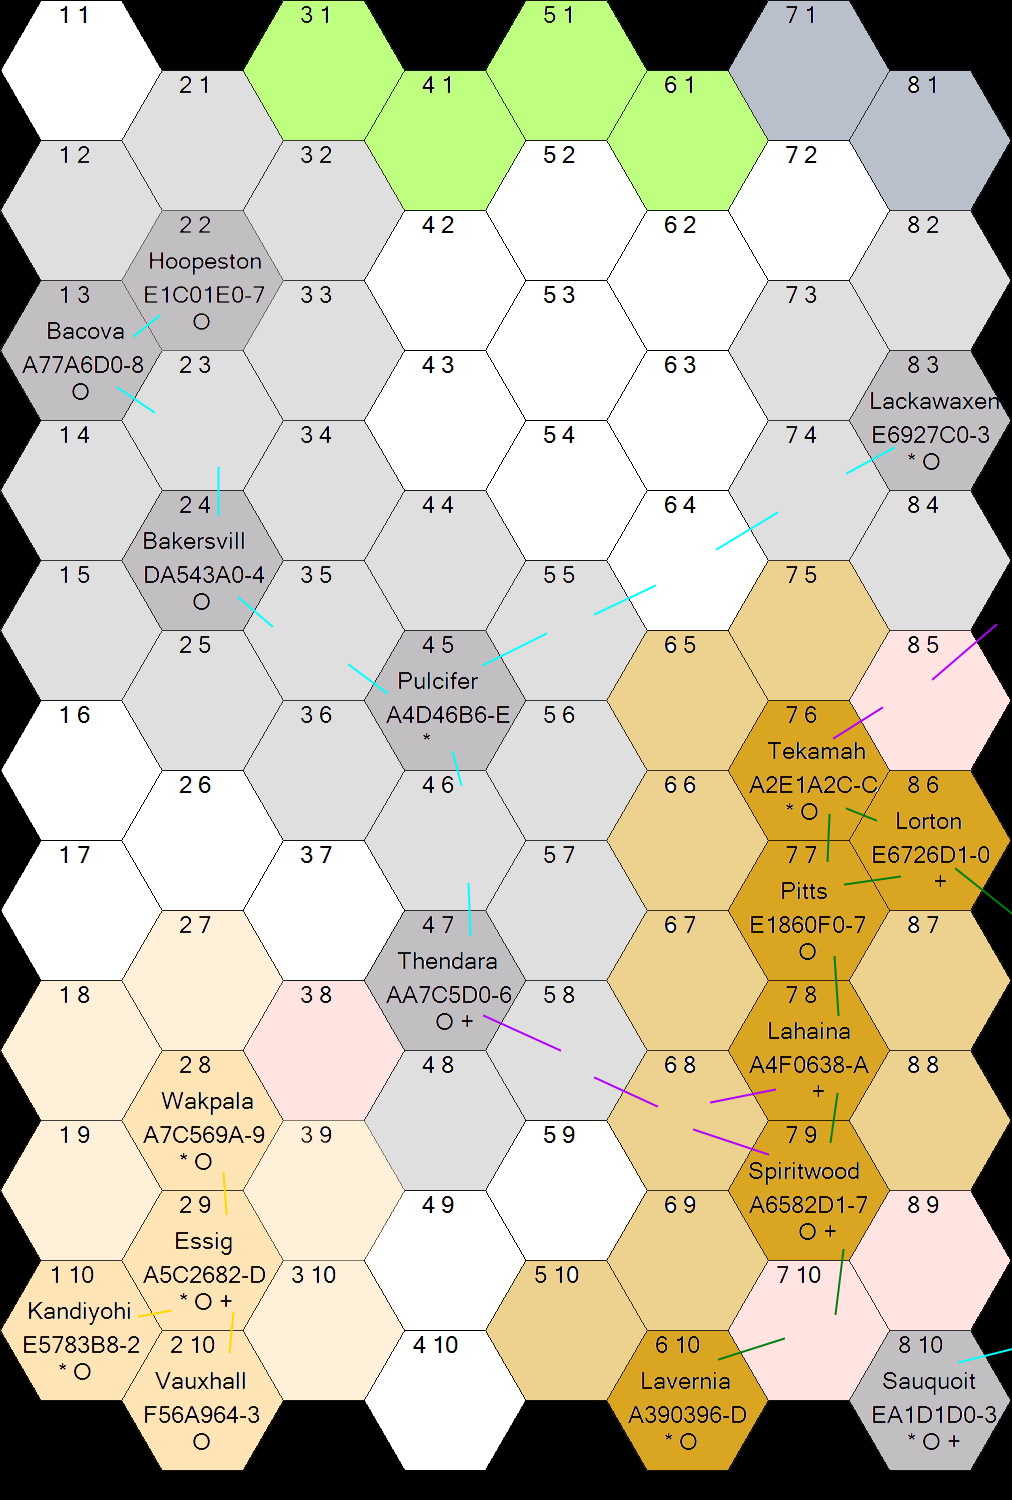 1 1
3 1
5 1
7 1
2 1
4 1
6 1
8 1
1 2
3 2
5 2
7 2
2 2
Hoopeston
E1C01E0-7
O
4 2
6 2
8 2
1 3
Bacova
A77A6D0-8
O
3 3
5 3
7 3
2 3
4 3
6 3
8 3
Lackawaxen
E6927C0-3
* O
1 4
3 4
5 4
7 4
2 4
Bakersvill
DA543A0-4
O
4 4
6 4
8 4
1 5
3 5
5 5
7 5
2 5
4 5
Pulcifer
A4D46B6-E
*
6 5
8 5
1 6
3 6
5 6
7 6
Tekamah
A2E1A2C-C
* O
2 6
4 6
6 6
8 6
Lorton
E6726D1-0
+
1 7
3 7
5 7
7 7
Pitts
E1860F0-7
O
2 7
4 7
Thendara
AA7C5D0-6
O +
6 7
8 7
1 8
3 8
5 8
7 8
Lahaina
A4F0638-A
+
2 8
Wakpala
A7C569A-9
* O
4 8
6 8
8 8
1 9
3 9
5 9
7 9
Spiritwood
A6582D1-7
O +
2 9
Essig
A5C2682-D
* O +
4 9
6 9
8 9
1 10
Kandiyohi
E5783B8-2
* O
3 10
5 10
7 10
2 10
Vauxhall
F56A964-3
O
4 10
6 10
Lavernia
A390396-D
* O
8 10
Sauquoit
EA1D1D0-3
* O +